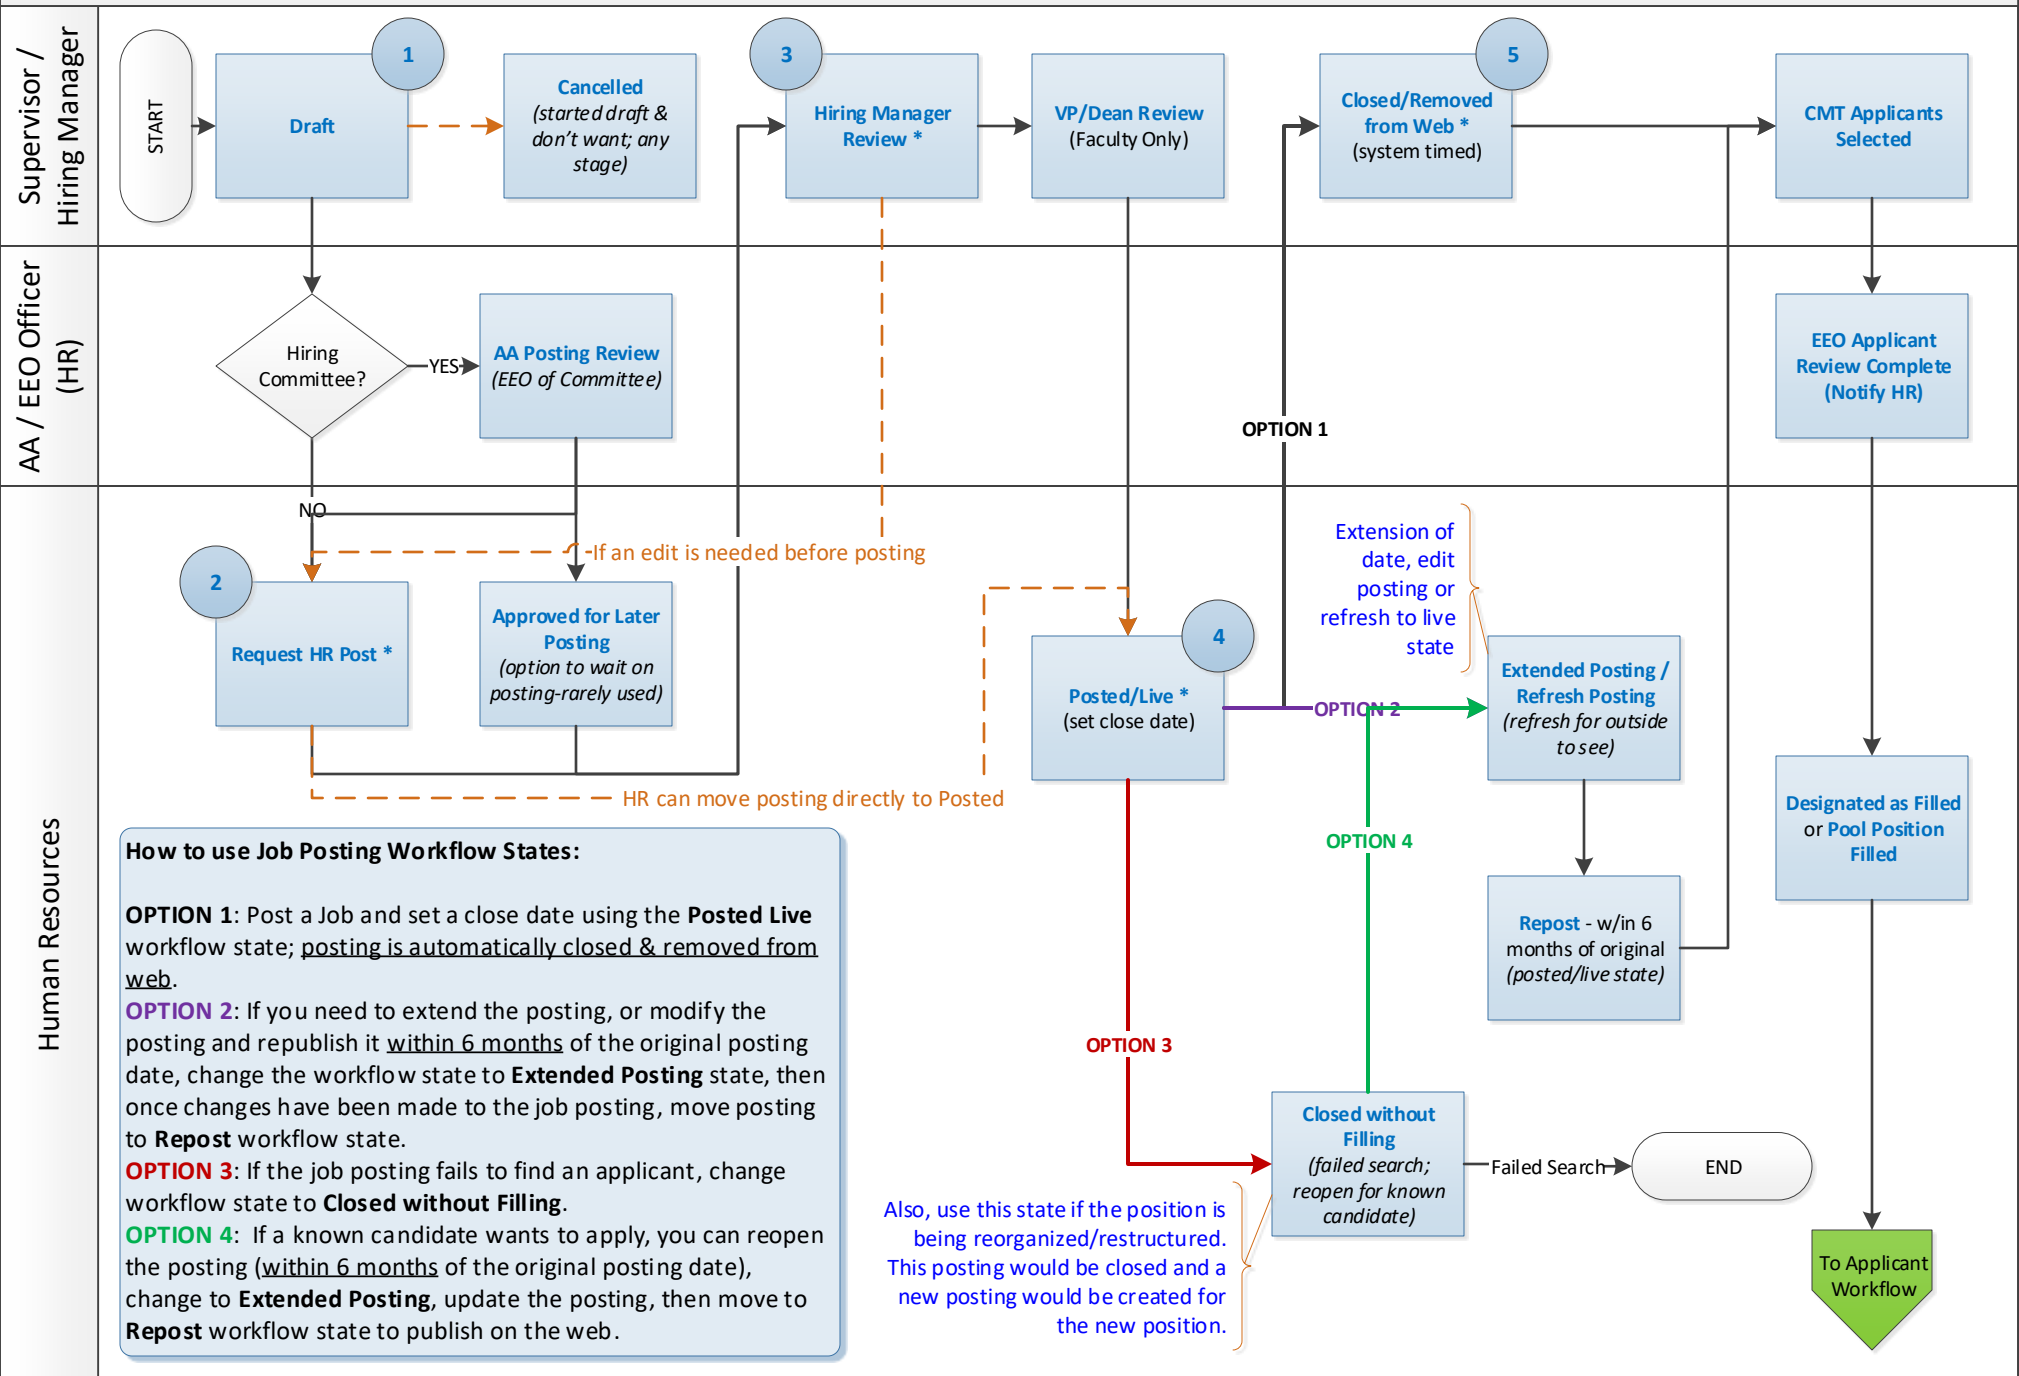 Supervisor /
Hiring Manager
START
Draft
1
Cancelled
(started draft &
don't want; any
stage)
3
Hiring Manager
Review *
VP/Dean Review
(Faculty Only)
5
Closed/Removed
from Web *
(system timed)
CMT Applicants
Selected
AA / EEO Officer
(HR)
Hiring
Committee?
YES
AA Posting Review
(EEO of Committee)
OPTION 1
EEO Applicant
Review Complete
(Notify HR)
Human Resources
NO
If an edit is needed before posting
2
Request HR Post *
Approved for Later
Posting
(option to wait on
posting-rarely used)
HR can move posting directly to Posted
4
Posted/Live *
(set close date)
OPTION 2
Extension of
date, edit
posting or
refresh to live
state
Extended Posting /
Refresh Posting
(refresh for outside
to see)
OPTION 4
Designated as Filled
or Pool Position
Filled
Repost - w/in 6
months of original
(posted/live state)
OPTION 3
Closed without
Filling
(failed search;
reopen for known
candidate)
Failed Search
END
Also, use this state if the position is
being reorganized/restructured.
This posting would be closed and a
new posting would be created for
the new position.
To Applicant
Workflow
How to use Job Posting Workflow States:
OPTION 1: Post a Job and set a close date using the Posted Live
workflow state; posting is automatically closed & removed from
web.
OPTION 2: If you need to extend the posting, or modify the
posting and republish it within 6 months of the original posting
date, change the workflow state to Extended Posting state, then
once changes have been made to the job posting, move posting
to Repost workflow state.
OPTION 3: If the job posting fails to find an applicant, change
workflow state to Closed without Filling.
OPTION 4: If a known candidate wants to apply, you can reopen
the posting (within 6 months of the original posting date),
change to Extended Posting, update the posting, then move to
Repost workflow state to publish on the web.